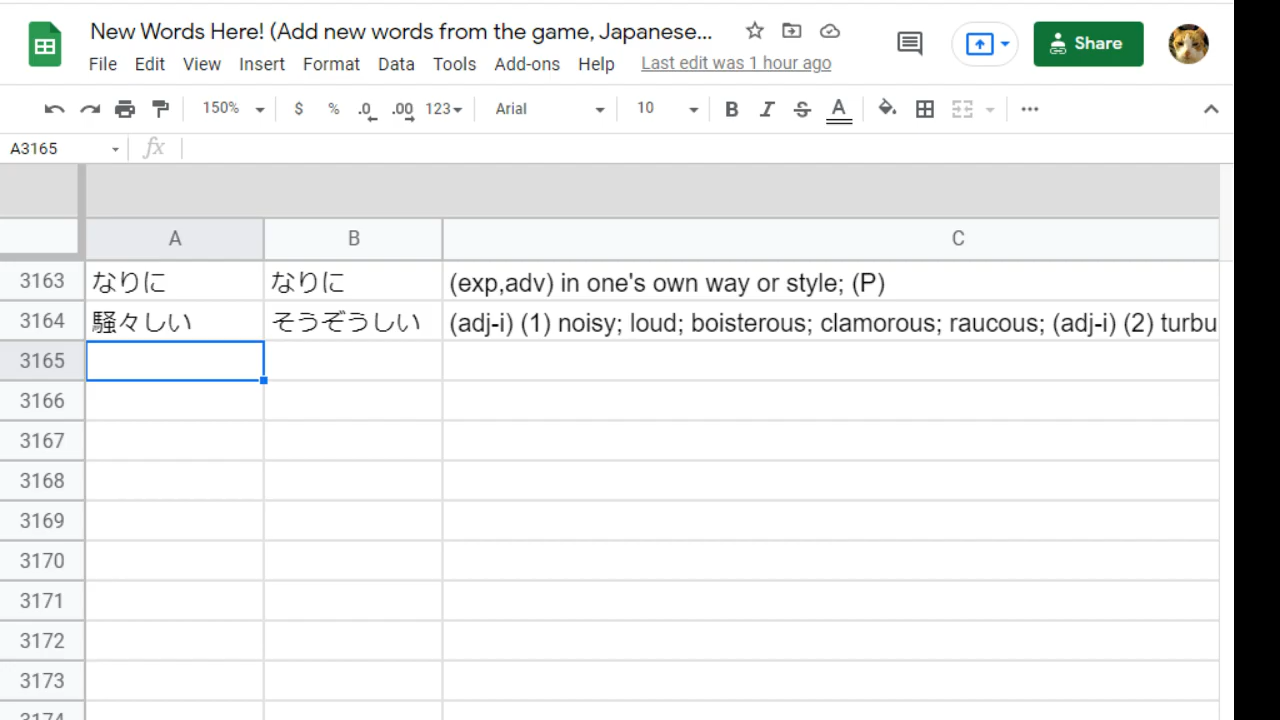 New Words Here! (Add new words from the game, Japanese...
Share
File Edit View Insert Format Data Tools Add-ons Help Last edit was 1 hour ago
150% $ % .0 .00 123 Arial 10 B I S A
A3165 fx
A B C
3163 なりに なりに (exp,adv) in one's own way or style; (P)
3164 騒々しい そうぞうしい (adj-i) (1) noisy; loud; boisterous; clamorous; raucous; (adj-i) (2) turbu
3165
3166
3167
3168
3169
3170
3171
3172
3173
3174